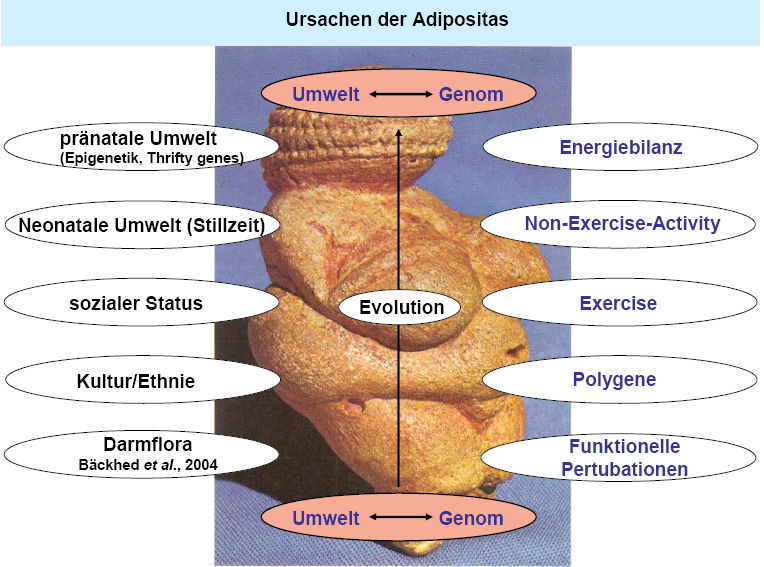 Ursachen der Adipositas
Umwelt Genom
pränatale Umwelt
(Epigenetik, Thrifty genes)
Energiebilanz
Neonatale Umwelt (Stillzeit)
Non-Exercise-Activity
sozialer Status
Evolution
Exercise
Kultur/Ethnie
Polygene
Darmflora
Bäckhed et al., 2004
Funktionelle
Pertubationen
Umwelt Genom